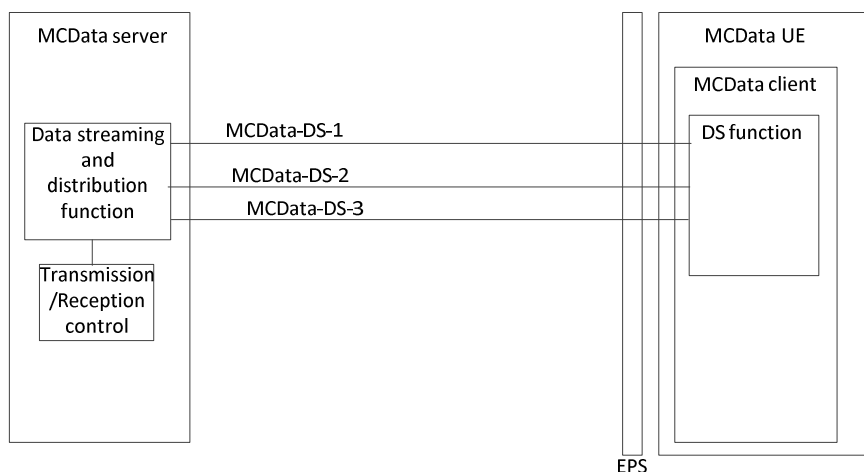 MCData server
MCData UE
MCData client
Data streaming
and
distribution
function
MCData-DS-1
DS function
MCData-DS-2
MCData-DS-3
Transmission
/Reception
control
EPS